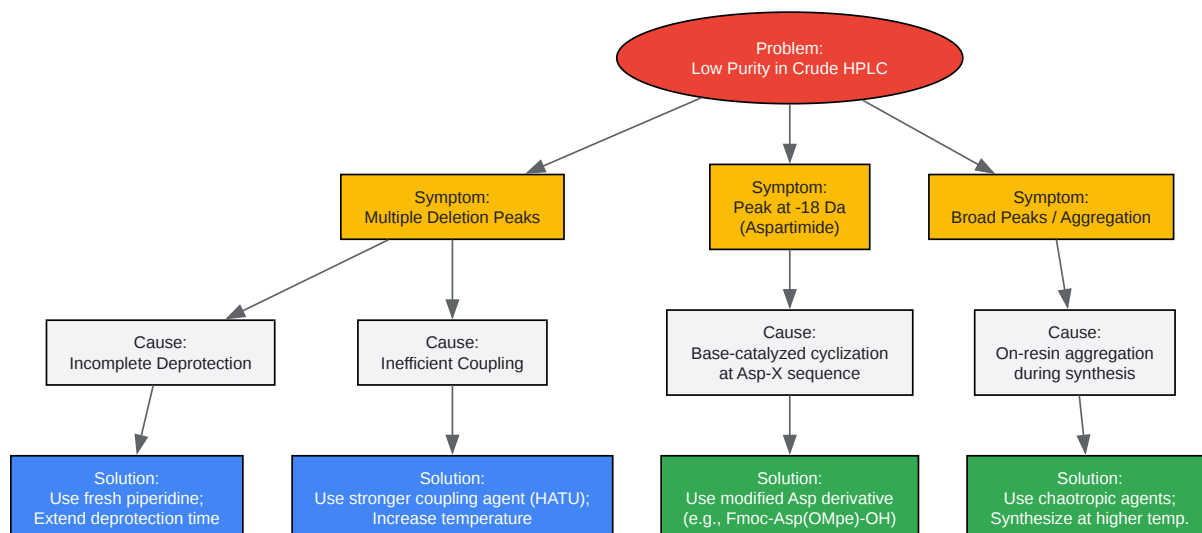 Problem:
Low Purity in Crude HPLC
Symptom:
Multiple Deletion Peaks
Symptom:
Peak at -18 Da
(Aspartimide)
Symptom:
Broad Peaks / Aggregation
Cause:
Incomplete Deprotection
Cause:
Inefficient Coupling
Cause:
Base-catalyzed cyclization
at Asp-X sequence
Cause:
On-resin aggregation
during synthesis
Solution:
Use fresh piperidine;
Extend deprotection time
Solution:
Use stronger coupling agent (HATU);
Increase temperature
Solution:
Use modified Asp derivative
(e.g., Fmoc-Asp(OMpe)-OH)
Solution:
Use chaotropic agents;
Synthesize at higher temp.